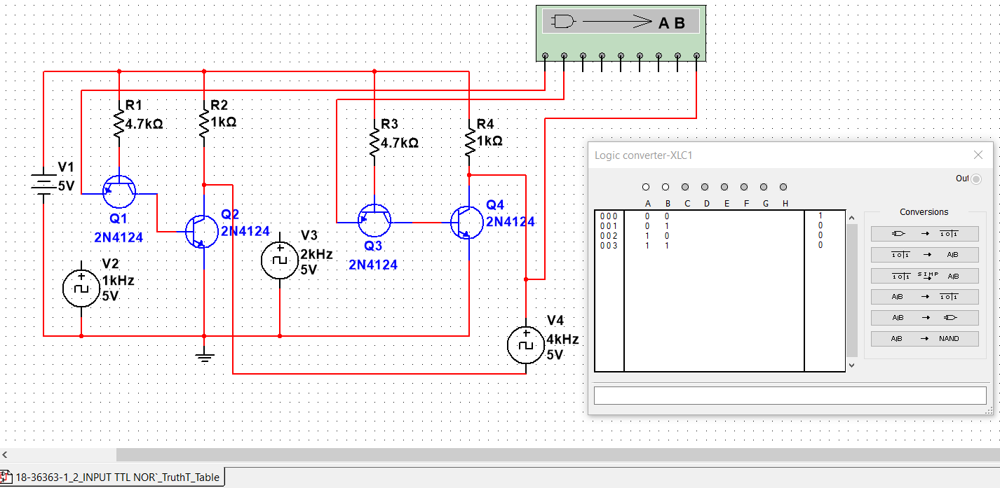 A B
R1
4.7kΩ
R2
1kΩ
R3
4.7kΩ
R4
1kΩ
V1
5V
Q1
2N4124
Q2
2N4124
V2
1kHz
5V
V3
2kHz
5V
Q3
2N4124
Q4
2N4124
V4
4kHz
5V
Logic converter-XLC1
Out
A B C D E F G H
000 0 0 1
001 0 1 0
002 1 0 0
003 1 1 0
Conversions
→ 1 0|1
1 0|1 → A|B
1 0|1 SIMP → A|B
A|B → 1 0|1
A|B →
A|B → NAND
18-36363-1_2_INPUT TTL NOR`_TruthT_Table